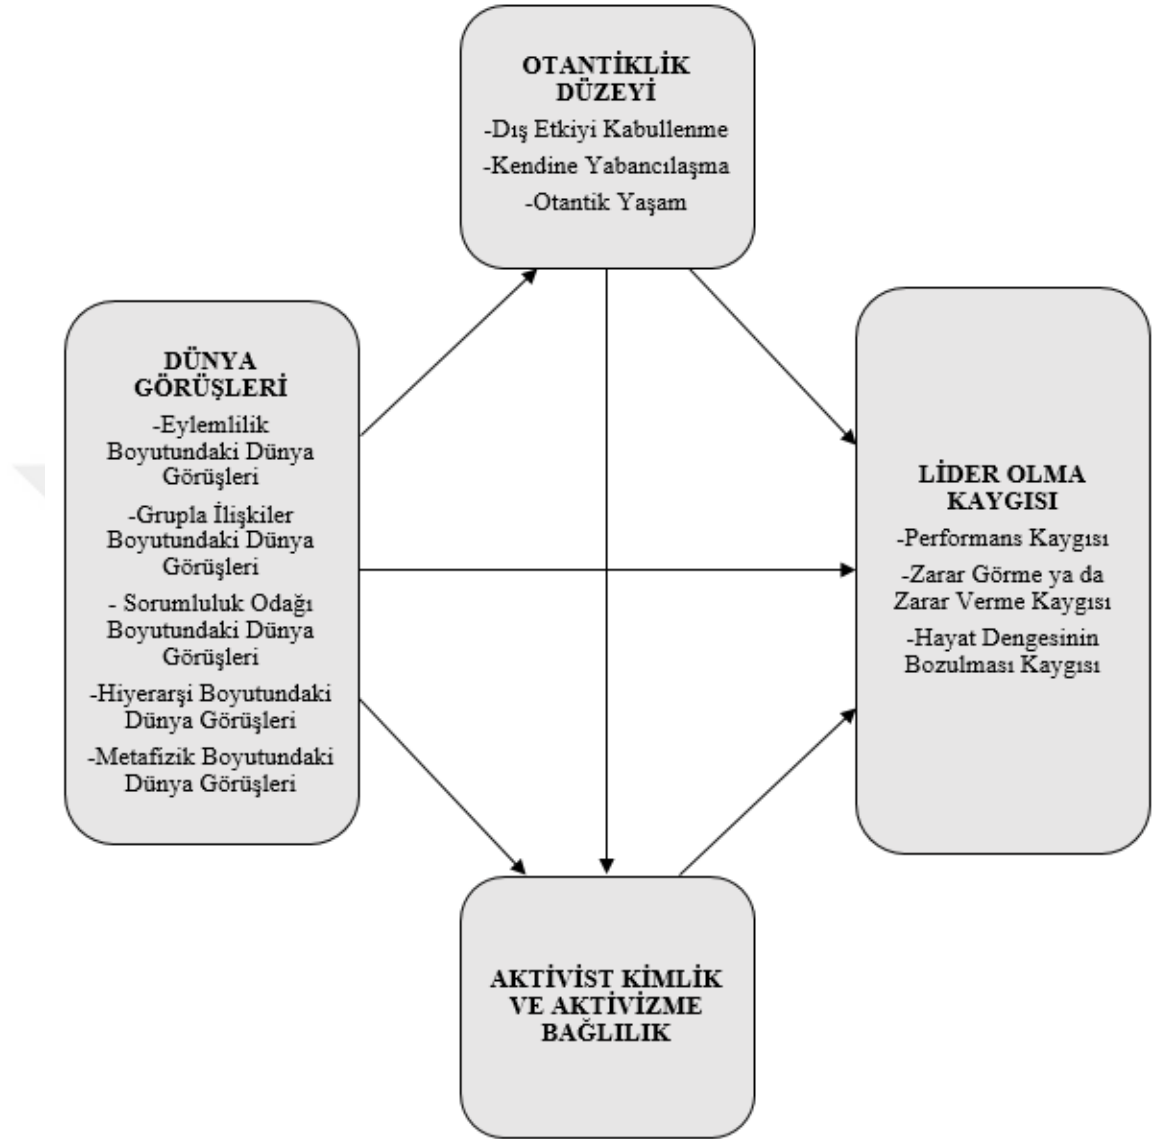 OTANTİKLİK
DÜZEYİ
-Dış Etkiyi Kabullenme
-Kendine Yabancılaşma
-Otantik Yaşam
DÜNYA
GÖRÜŞLERİ
-Eylemlilik
Boyutundaki Dünya
Görüşleri
-Grupla İlişkiler
Boyutundaki Dünya
Görüşleri
- Sorumluluk Odağı
Boyutundaki Dünya
Görüşleri
-Hiyerarşi Boyutundaki
Dünya Görüşleri
-Metafizik Boyutundaki
Dünya Görüşleri
LİDER OLMA
KAYGISI
-Performans Kaygısı
-Zarar Görme ya da
Zarar Verme Kaygısı
-Hayat Dengesinin
Bozulması Kaygısı
AKTİVİST KİMLİK
VE AKTİVİZME
BAĞLILIK